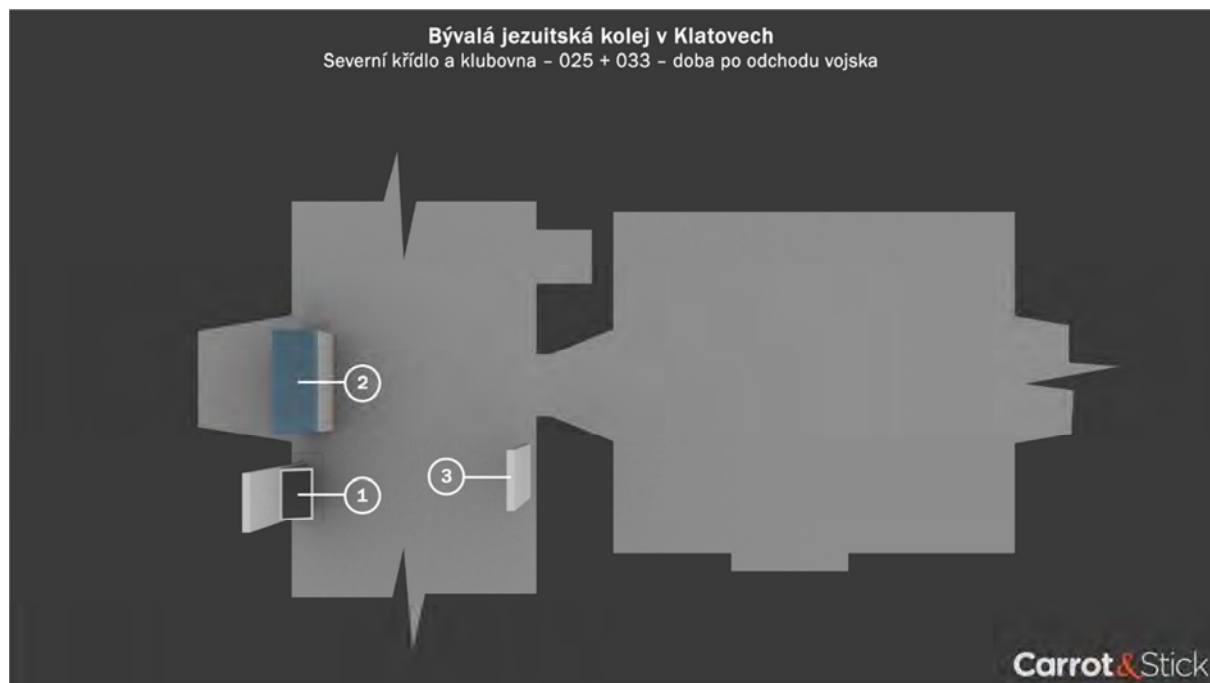 Bývalá jezuitská kolej v Klatovech
Severní křídlo a klubovna – 025 + 033 – doba po odchodu vojska
2
3
1
Carrot&Stick